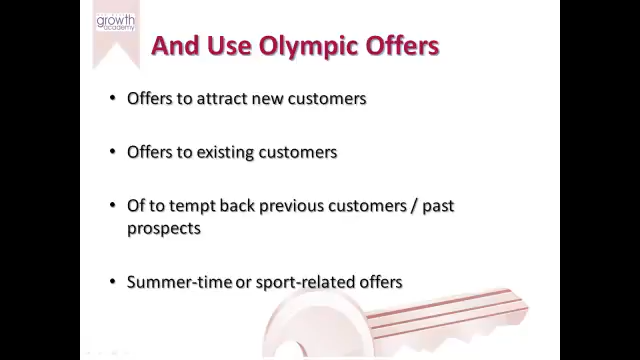 growth
academy
And Use Olympic Offers
• Offers to attract new customers
• Offers to existing customers
• Of to tempt back previous customers / past
prospects
• Summer-time or sport-related offers